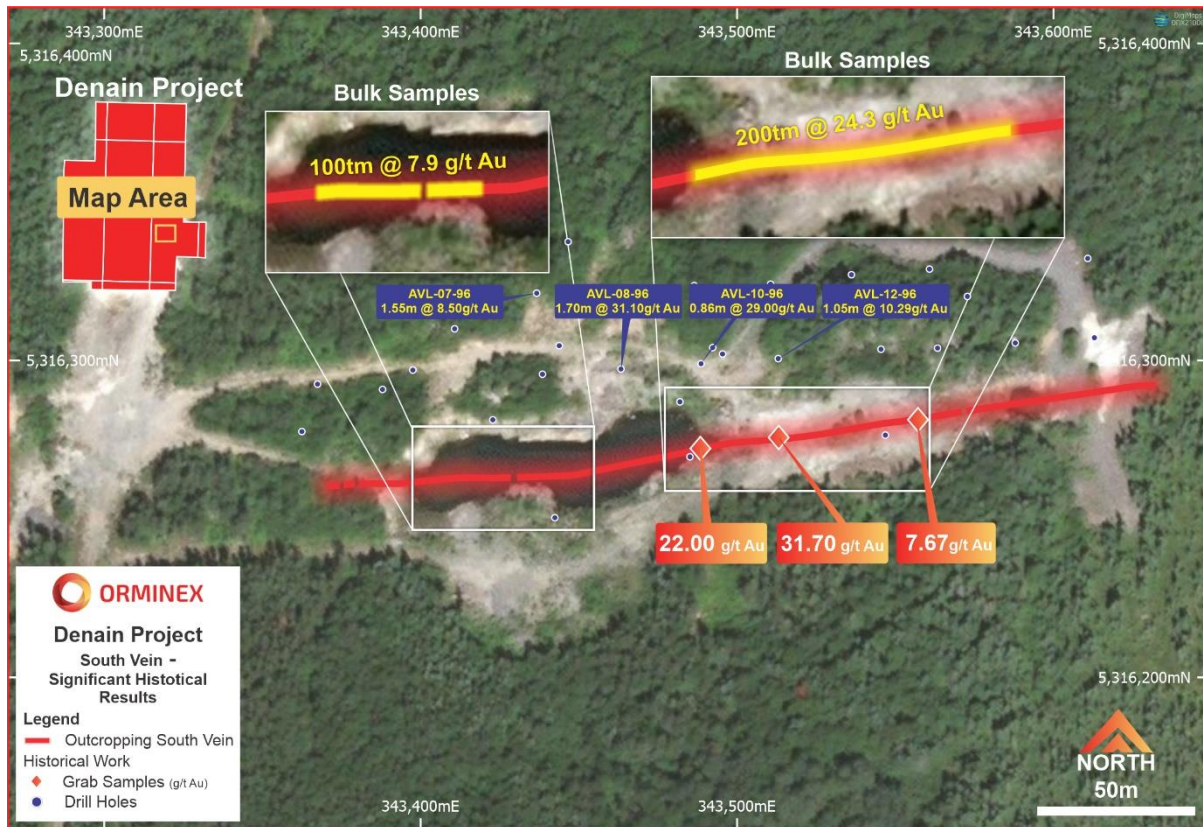 343,300mE
343,400mE
343,500mE
343,600mE
5,316,400mN
5,316,400mN
Denain Project
Map Area
Bulk Samples
100tm @ 7.9 g/t Au
Bulk Samples
200tm @ 24.3 g/t Au
AVL-07-96
1.55m @ 8.50g/t Au
AVL-08-96
1.70m @ 31.10g/t Au
AVL-10-96
0.86m @ 29.00g/t Au
AVL-12-96
1.05m @ 10.29g/t Au
5,316,300mN
16,300mN
22.00 g/t Au
31.70 g/t Au
7.67g/t Au
5,316,200mN
ORMINEX
Denain Project
South Vein -
Significant Histotical
Results
Legend
Outcropping South Vein
Historical Work
Grab Samples (g/t Au)
Drill Holes
NORTH
50m
343,400mE
343,500mE